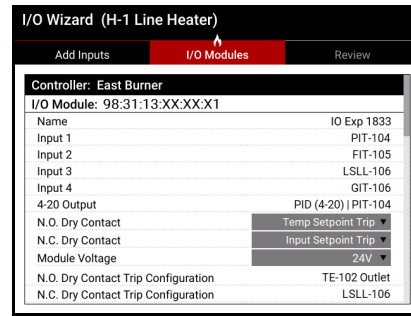 I/O Wizard (H-1 Line Heater)
Add Inputs I/O Modules Review
Controller: East Burner
I/O Module: 98:31:13:XX:XX:X1
Name IO Exp 1833
Input 1 PIT-104
Input 2 FIT-105
Input 3 LSLL-106
Input 4 GIT-106
4-20 Output PID (4-20) | PIT-104
N.O. Dry Contact Temp Setpoint Trip ▼
N.C. Dry Contact Input Setpoint Trip ▼
Module Voltage 24V ▼
N.O. Dry Contact Trip Configuration TE-102 Outlet
N.C. Dry Contact Trip Configuration LSLL-106